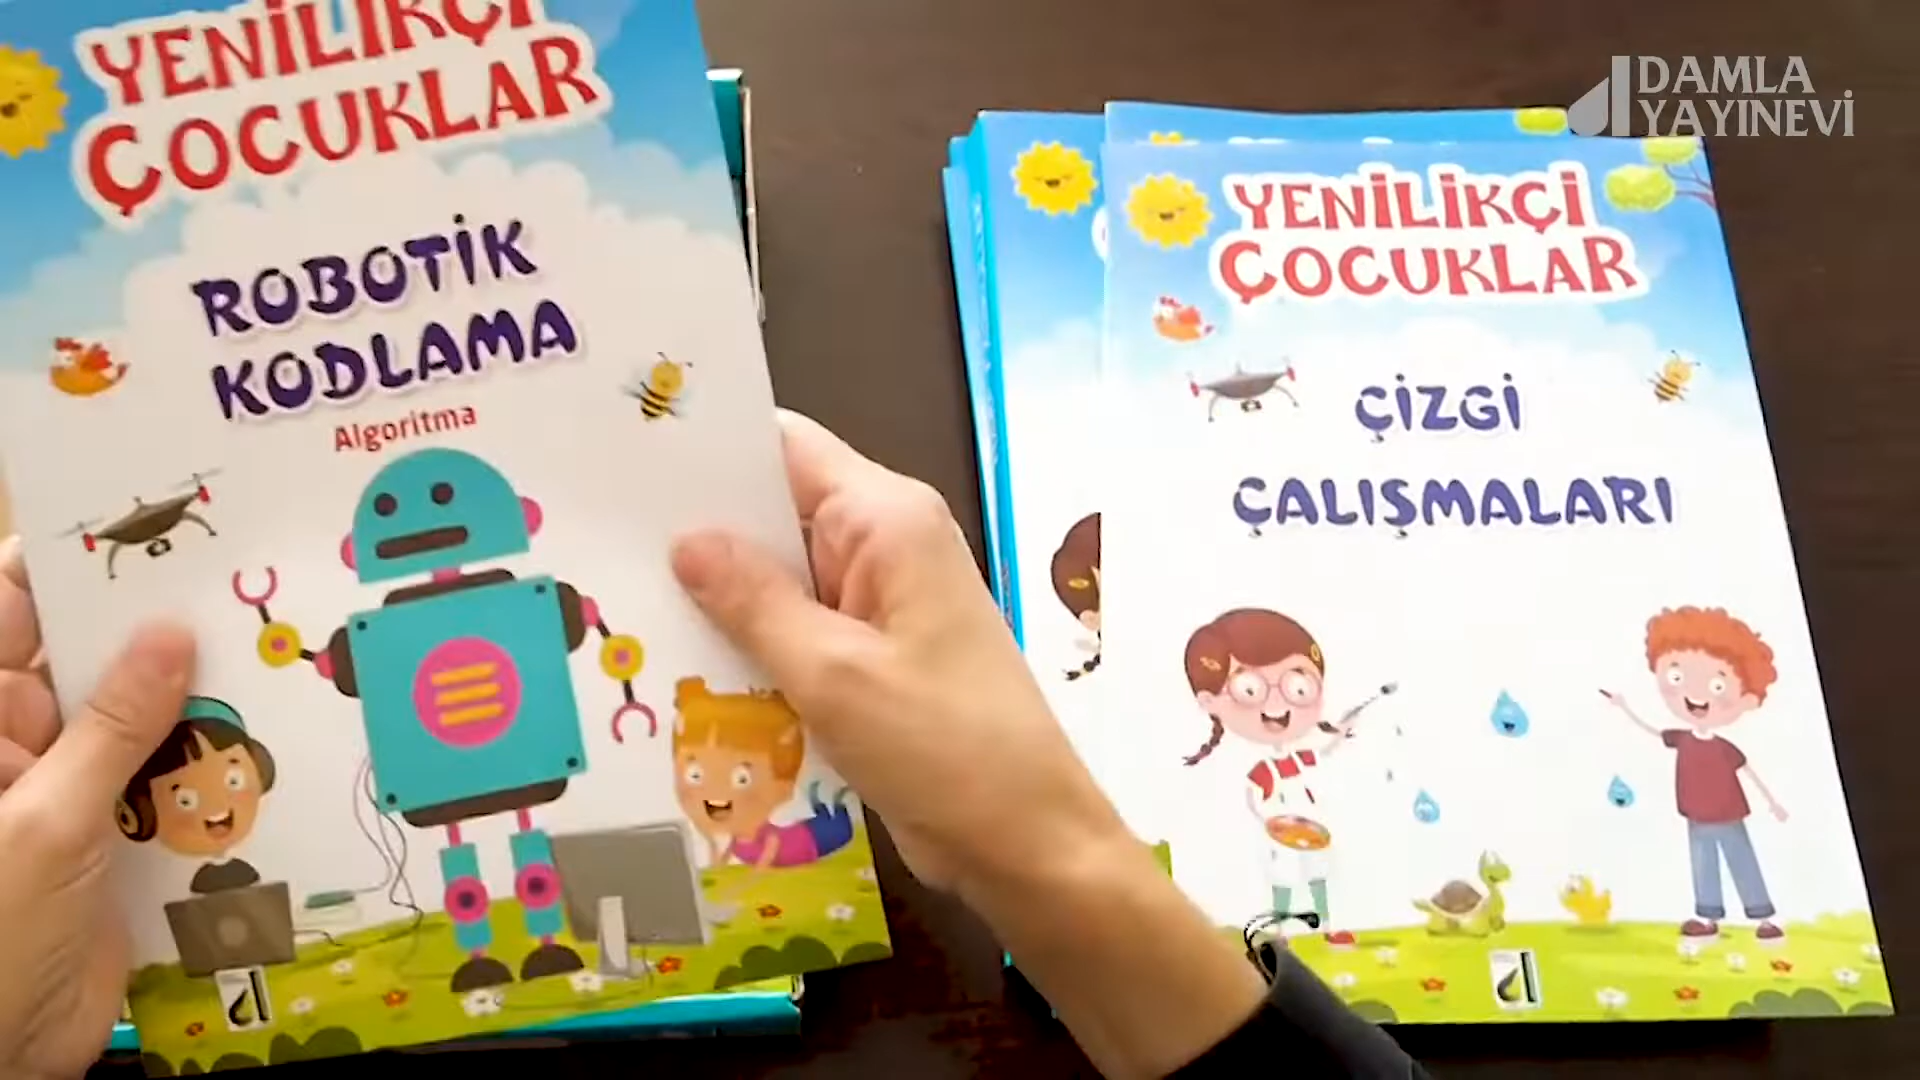 YENİLİKÇİ
ÇOCUKLAR
ROBOTİK
KODLAMA
Algoritma
DAMLA
YAYINEVİ
YENİLİKÇİ
ÇOCUKLAR
ÇİZGİ
ÇALIŞMALARI